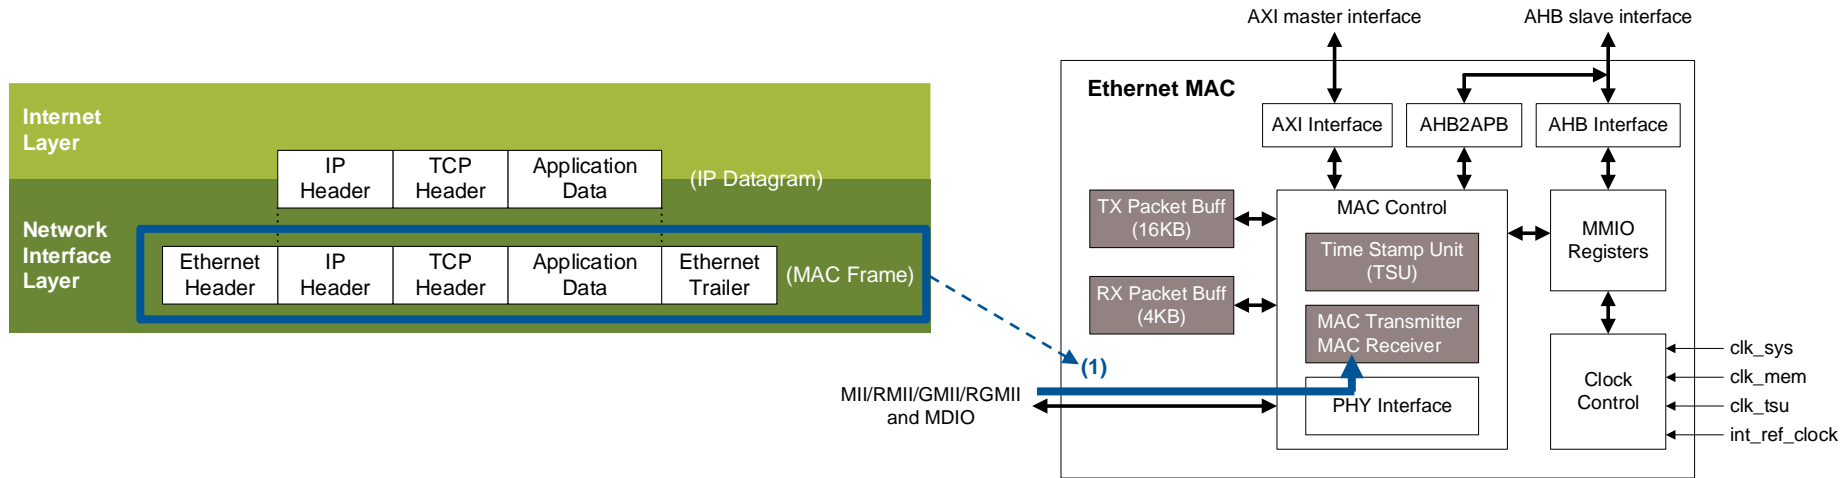 AXI master interface
AHB slave interface
Ethernet MAC
Internet
Layer
AXI Interface
AHB2APB
AHB Interface
IP
Header
TCP
Header
Application
Data
(IP Datagram)
TX Packet Buff
(16KB)
MAC Control
MMIO
Registers
Network
Interface
Layer
Time Stamp Unit
(TSU)
Ethernet
Header
IP
Header
TCP
Header
Application
Data
Ethernet
Trailer
(MAC Frame)
RX Packet Buff
(4KB)
MAC Transmitter
MAC Receiver
(1)
MII/RMII/GMII/RGMII
and MDIO
PHY Interface
Clock
Control
clk_sys
clk_mem
clk_tsu
int_ref_clock